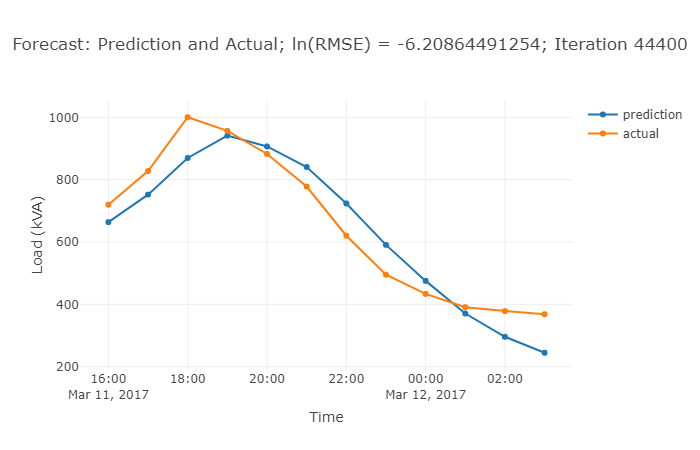 Forecast: Prediction and Actual; ln(RMSE) = -6.20864491254; Iteration 44400
prediction
actual
Load (kVA)
1000
800
600
400
200
16:00 18:00 20:00 22:00 00:00 02:00
Mar 11, 2017 Mar 12, 2017
Time